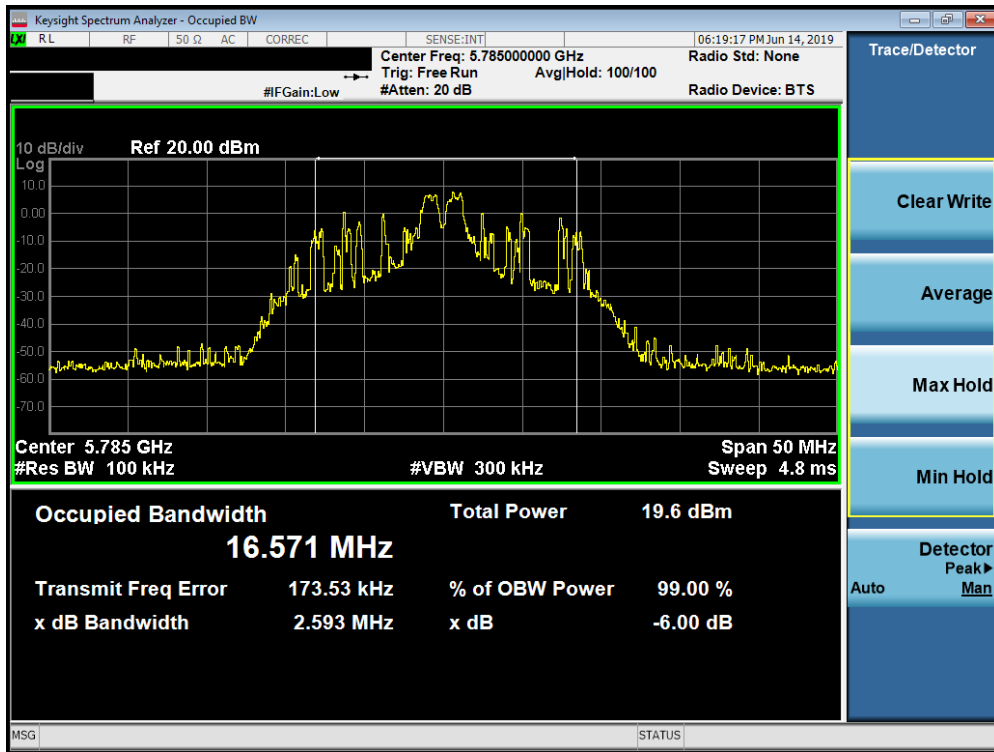 Keysight Spectrum Analyzer - Occupied BW
LXI RL RF 50 Ω AC CORREC SENSE:INT 06:19:17 PM Jun 14, 2019
Center Freq: 5.785000000 GHz Radio Std: None
Trig: Free Run Avg|Hold: 100/100
#IFGain:Low #Atten: 20 dB Radio Device: BTS
10 dB/div Ref 20.00 dBm
Log
10.0
0.00
-10.0
-20.0
-30.0
-40.0
-50.0
-60.0
-70.0
Center 5.785 GHz Span 50 MHz
#Res BW 100 kHz #VBW 300 kHz Sweep 4.8 ms
Occupied Bandwidth Total Power 19.6 dBm
16.571 MHz
Transmit Freq Error 173.53 kHz % of OBW Power 99.00 %
x dB Bandwidth 2.593 MHz x dB -6.00 dB
MSG STATUS
Trace/Detector
Clear Write
Average
Max Hold
Min Hold
Detector
Peak▶
Auto Man